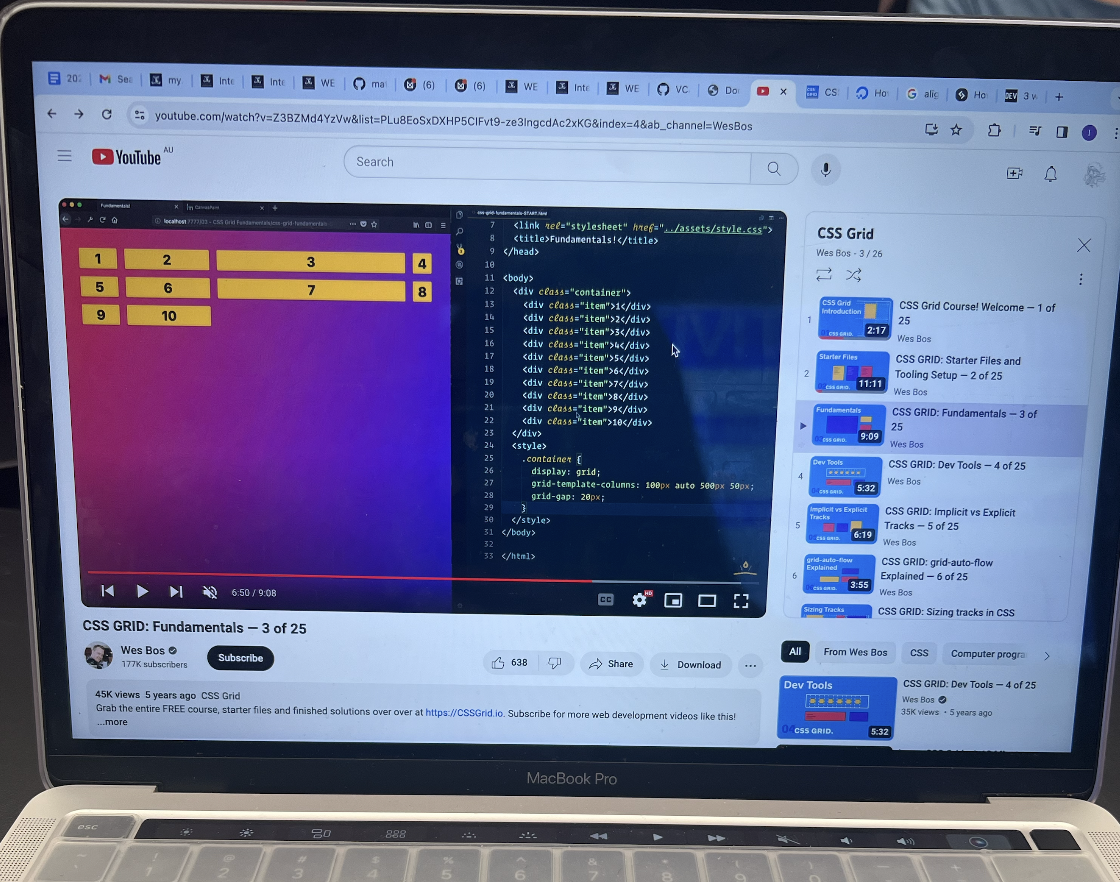 202
Sea
my
Inte
Inte
WE
mai
(6)
(6)
WE
Inte
WE
VC
Do
CS
Ho
alig
Ho
DEV 3 w
youtube.com/watch?v=Z3BZMd4YzVw&list=PLu8EoSxDXHP5CIFvt9-ze3IngcdAc2xKG&index=4&ab_channel=WesBos
J
YouTube AU
Search
Fundamentals!
localhost:7777/03 - CSS Grid Fundamentals/css-grid-fundamentals-
1 2 3 4
5 6 7 8
9 10
css-grid-fundamentals-START.html
7 <link rel="stylesheet" href="../assets/style.css">
8 <title>Fundamentals!</title>
9 </head>
10
11 <body>
12 <div class="container">
13 <div class="item">1</div>
14 <div class="item">2</div>
15 <div class="item">3</div>
16 <div class="item">4</div>
17 <div class="item">5</div>
18 <div class="item">6</div>
19 <div class="item">7</div>
20 <div class="item">8</div>
21 <div class="item">9</div>
22 <div class="item">10</div>
23 </div>
24 <style>
25 .container {
26 display: grid;
27 grid-template-columns: 100px auto 500px 50px;
28 grid-gap: 20px;
29 }
30 </style>
31 </body>
32
33 </html>
6:50 / 9:08
CC
HD
CSS Grid
Wes Bos - 3 / 26
1
CSS Grid Introduction
CSS GRID.
2:17
CSS Grid Course! Welcome — 1 of 25
Wes Bos
2
Starter Files
CSS GRID.
11:11
CSS GRID: Starter Files and Tooling Setup — 2 of 25
Wes Bos
Fundamentals
CSS GRID.
9:09
CSS GRID: Fundamentals — 3 of 25
Wes Bos
4
Dev Tools
CSS GRID.
5:32
CSS GRID: Dev Tools — 4 of 25
Wes Bos
5
Implicit vs Explicit Tracks
CSS GRID.
6:19
CSS GRID: Implicit vs Explicit Tracks — 5 of 25
Wes Bos
6
grid-auto-flow Explained
CSS GRID.
3:55
CSS GRID: grid-auto-flow Explained — 6 of 25
Wes Bos
Sizing Tracks
CSS GRID: Sizing tracks in CSS
CSS GRID: Fundamentals — 3 of 25
Wes Bos
177K subscribers
Subscribe
638
Share
Download
45K views 5 years ago CSS Grid
Grab the entire FREE course, starter files and finished solutions over over at https://CSSGrid.io. Subscribe for more web development videos like this!
...more
All
From Wes Bos
CSS
Computer progra
Dev Tools
04 CSS GRID.
5:32
CSS GRID: Dev Tools — 4 of 25
Wes Bos
35K views • 5 years ago
MacBook Pro
esc
~
! 1
@ 2
# 3
$ 4
% 5
^ 6
& 7
* 8
( 9